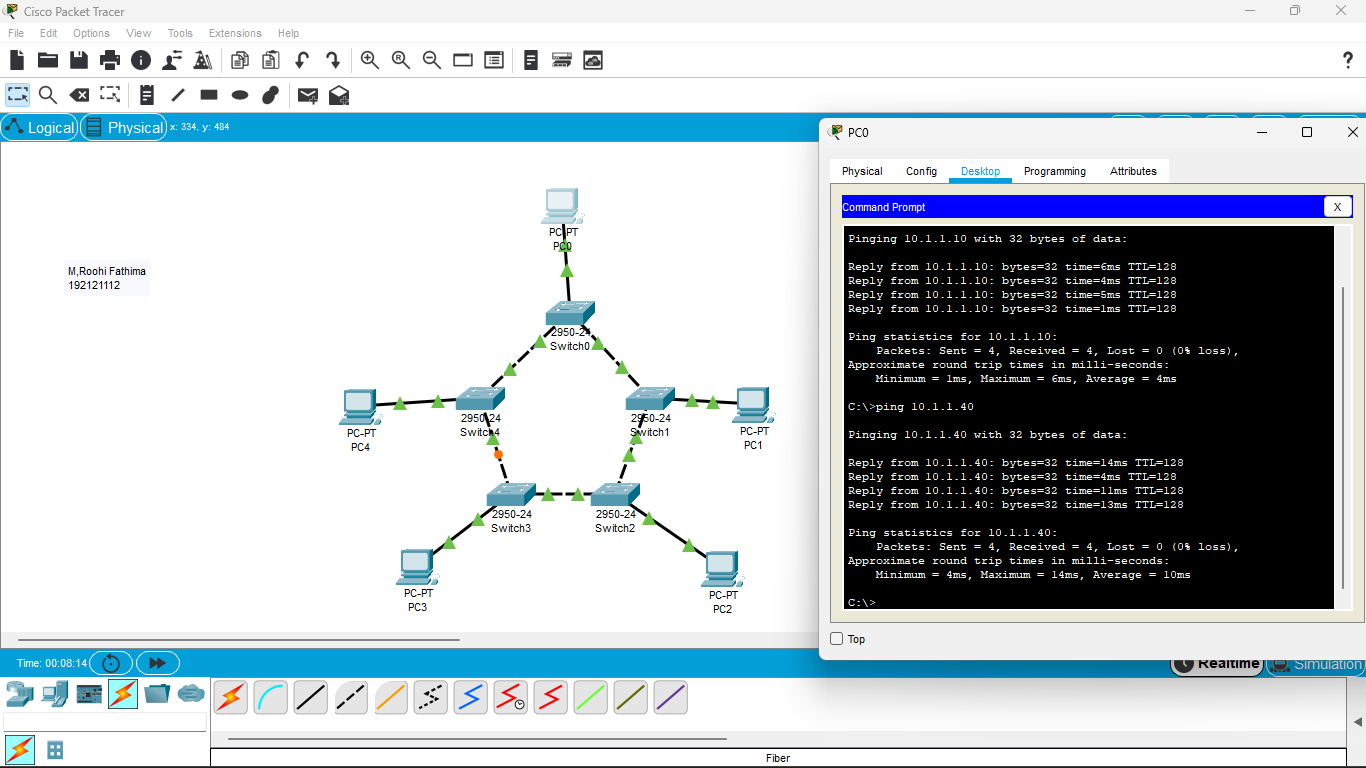 Cisco Packet Tracer
File Edit Options View Tools Extensions Help
Logical Physical x: 334, y: 484
M,Roohi Fathima
192121112
PC-PT
PC0
2950-24
Switch0
2950-24
Switch4
2950-24
Switch1
PC-PT
PC4
PC-PT
PC1
2950-24
Switch3
2950-24
Switch2
PC-PT
PC3
PC-PT
PC2
PC0
Physical Config Desktop Programming Attributes
Command Prompt X
Pinging 10.1.1.10 with 32 bytes of data:
Reply from 10.1.1.10: bytes=32 time=6ms TTL=128
Reply from 10.1.1.10: bytes=32 time=4ms TTL=128
Reply from 10.1.1.10: bytes=32 time=5ms TTL=128
Reply from 10.1.1.10: bytes=32 time=1ms TTL=128
Ping statistics for 10.1.1.10:
Packets: Sent = 4, Received = 4, Lost = 0 (0% loss),
Approximate round trip times in milli-seconds:
Minimum = 1ms, Maximum = 6ms, Average = 4ms
C:\>ping 10.1.1.40
Pinging 10.1.1.40 with 32 bytes of data:
Reply from 10.1.1.40: bytes=32 time=14ms TTL=128
Reply from 10.1.1.40: bytes=32 time=4ms TTL=128
Reply from 10.1.1.40: bytes=32 time=11ms TTL=128
Reply from 10.1.1.40: bytes=32 time=13ms TTL=128
Ping statistics for 10.1.1.40:
Packets: Sent = 4, Received = 4, Lost = 0 (0% loss),
Approximate round trip times in milli-seconds:
Minimum = 4ms, Maximum = 14ms, Average = 10ms
C:\>
Top
Time: 00:08:14
Realtime Simulation
Fiber